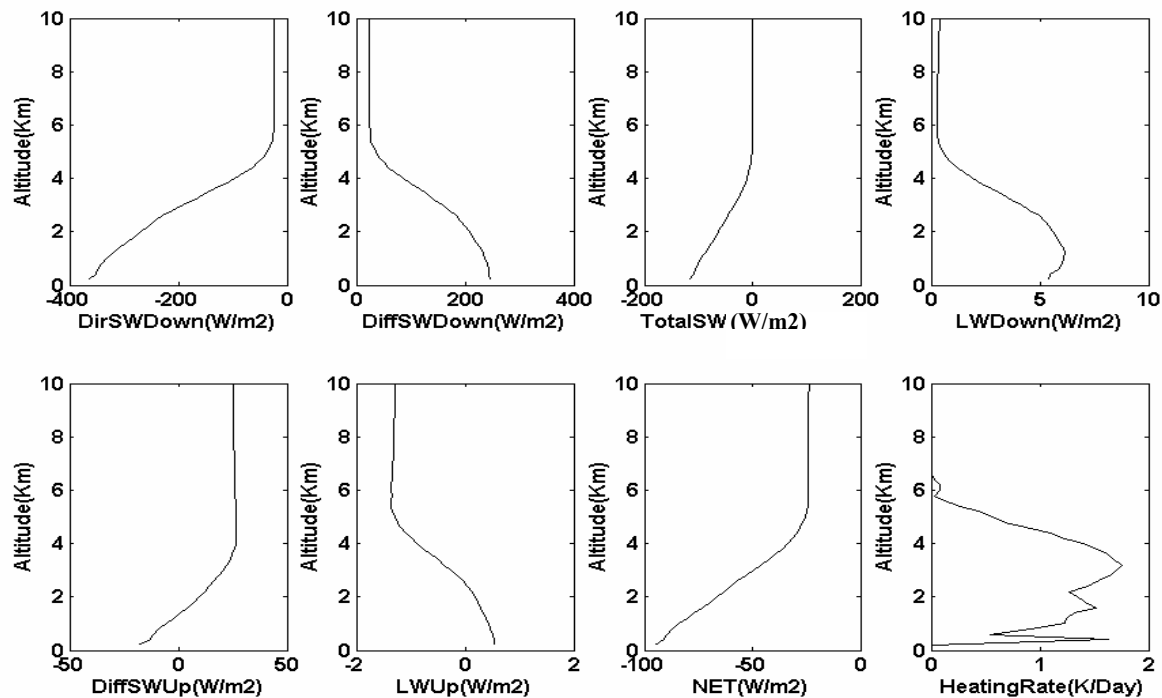 10
8
6
4
2
0
Altitude(Km)
-400 -200 0
DirSWDown(W/m2)
10
8
6
4
2
0
Altitude(Km)
0 200 400
DiffSWDown(W/m2)
10
8
6
4
2
0
Altitude(Km)
-200 0 200
TotalSW(W/m2)
10
8
6
4
2
0
Altitude(Km)
0 5 10
LWDown(W/m2)
10
8
6
4
2
0
Altitude(Km)
-50 0 50
DiffSWUp(W/m2)
10
8
6
4
2
0
Altitude(Km)
-2 0 2
LWUp(W/m2)
10
8
6
4
2
0
Altitude(Km)
-100 -50 0
NET(W/m2)
10
8
6
4
2
0
Altitude(Km)
0 1 2
HeatingRate(K/Day)